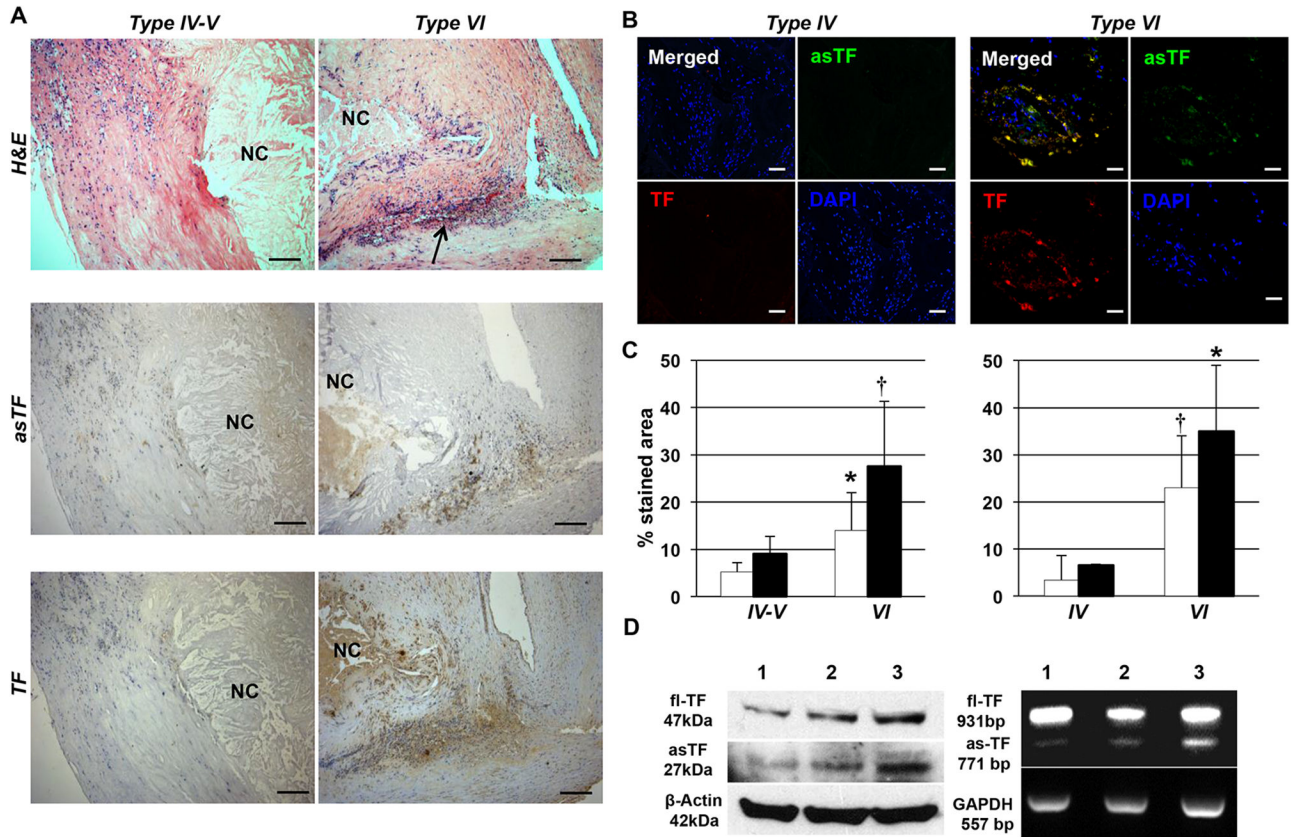 A
Type IV-V
Type VI
H&E
NC
NC
asTF
NC
NC
TF
NC
NC
B
Type IV
Type VI
Merged
asTF
TF
DAPI
Merged
asTF
TF
DAPI
C
% stained area
50
40
30
20
10
0
*
†
IV-V
VI
50
40
30
20
10
0
†
*
IV
VI
D
1 2 3
fl-TF
47kDa
asTF
27kDa
β-Actin
42kDa
1 2 3
fl-TF
931bp
as-TF
771 bp
GAPDH
557 bp